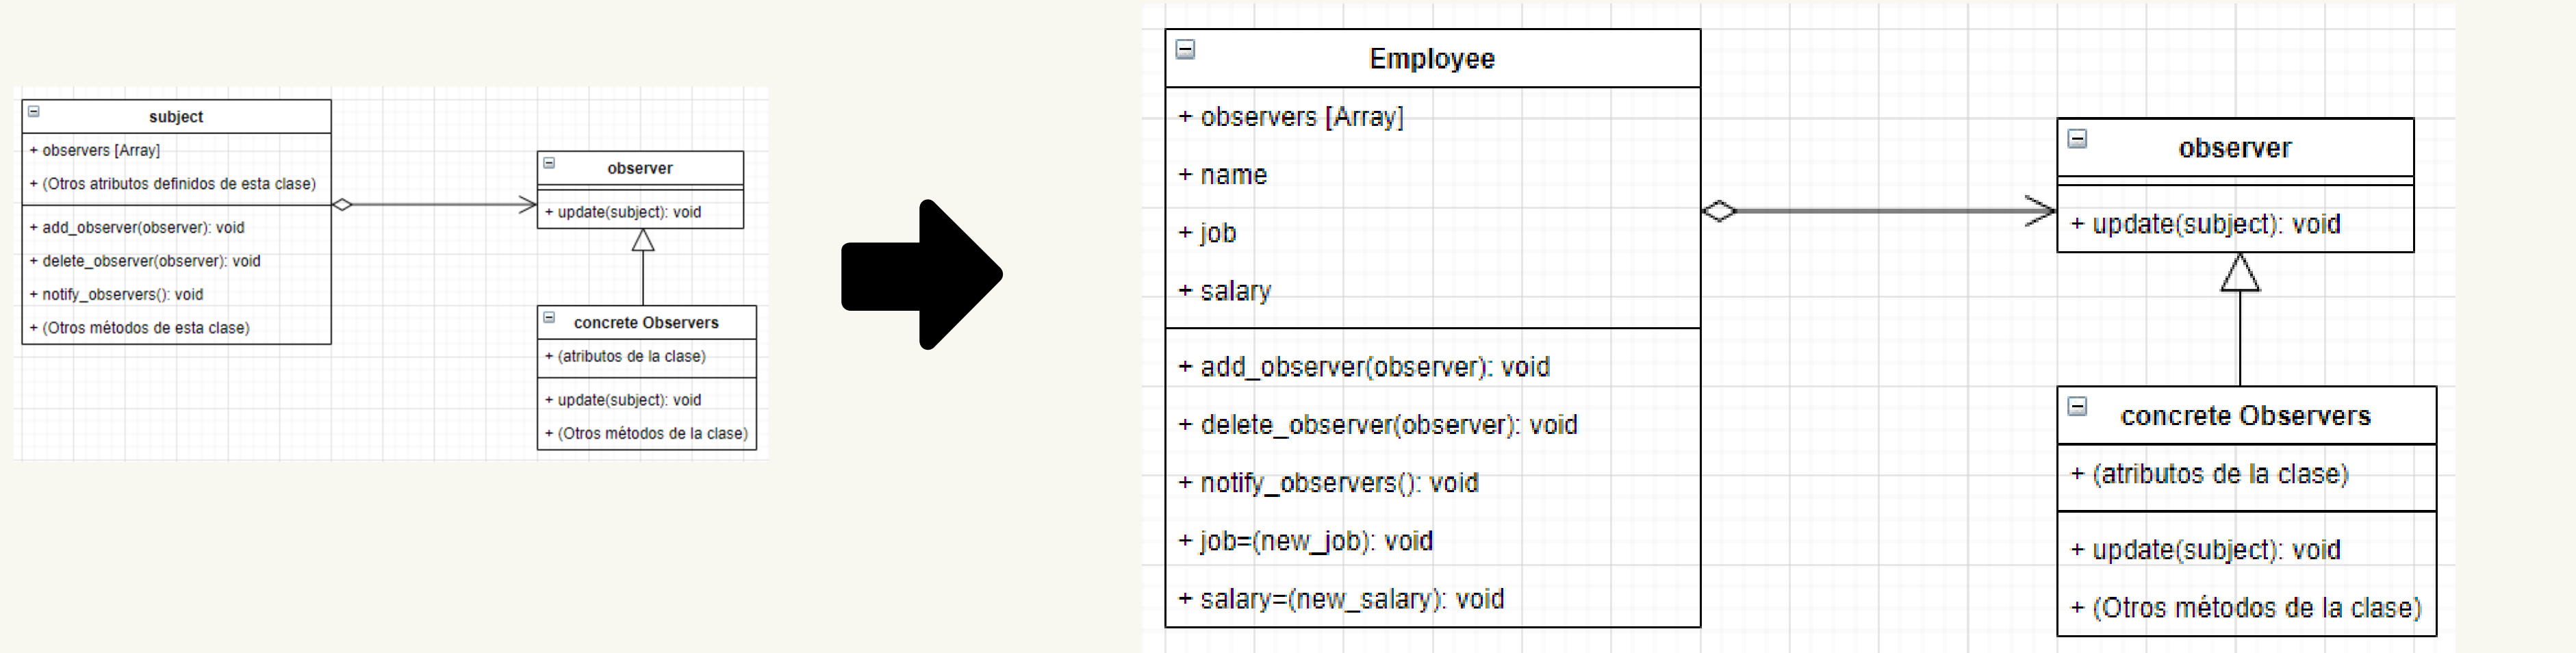 subject
+ observers [Array]
+ (Otros atributos definidos de esta clase)
+ add_observer(observer): void
+ delete_observer(observer): void
+ notify_observers(): void
+ (Otros métodos de esta clase)
observer
+ update(subject): void
concrete Observers
+ (atributos de la clase)
+ update(subject): void
+ (Otros métodos de la clase)
Employee
+ observers [Array]
+ name
+ job
+ salary
+ add_observer(observer): void
+ delete_observer(observer): void
+ notify_observers(): void
+ job=(new_job): void
+ salary=(new_salary): void
observer
+ update(subject): void
concrete Observers
+ (atributos de la clase)
+ update(subject): void
+ (Otros métodos de la clase)